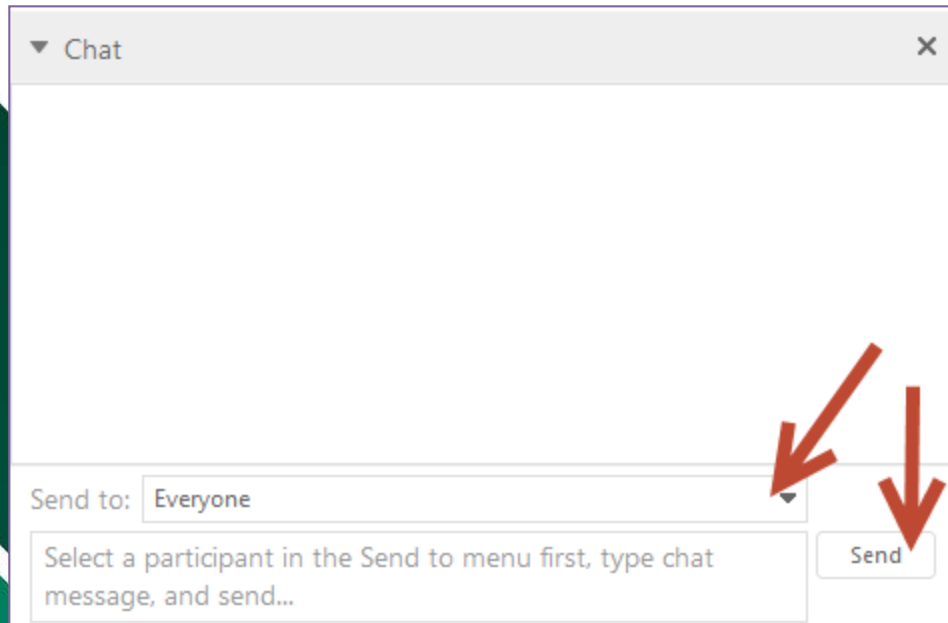 Chat
Send to: Everyone
Select a participant in the Send to menu first, type chat
message, and send...
Send